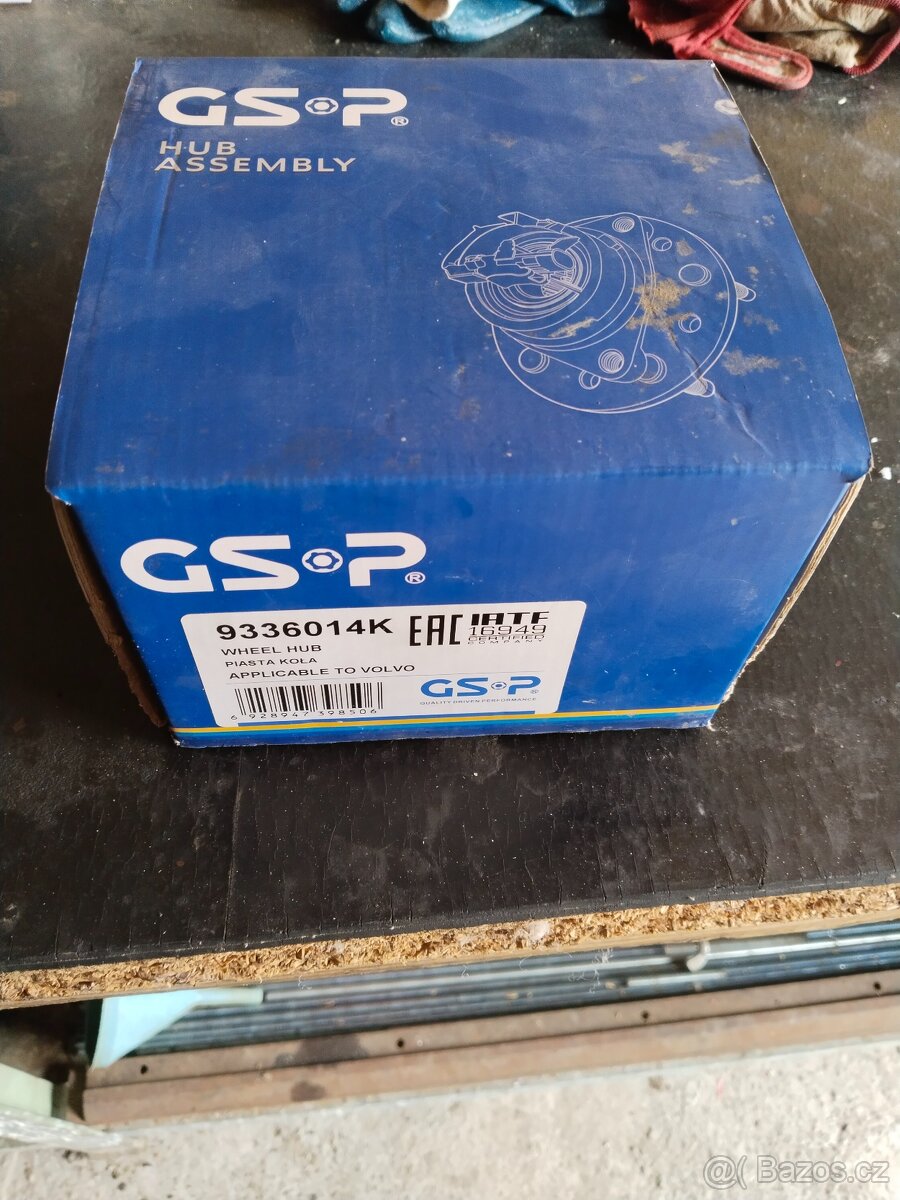 GS•P®
HUB
ASSEMBLY
GS•P®
9336014K
EAC
IATF
16949
CERTIFIED
COMPANY
WHEEL HUB
PIASTA KOŁA
APPLICABLE TO VOLVO
GS•P®
QUALITY DRIVEN PERFORMANCE
6 928947 398506
@( Bazos.cz